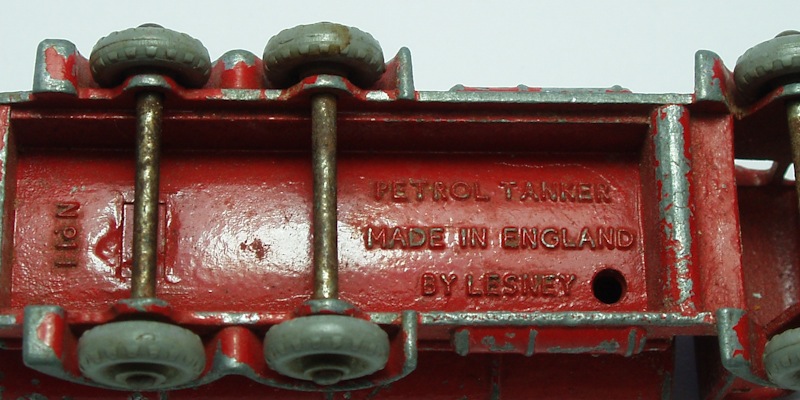 PETROL TANKER
MADE IN ENGLAND
BY LESNEY
No 11